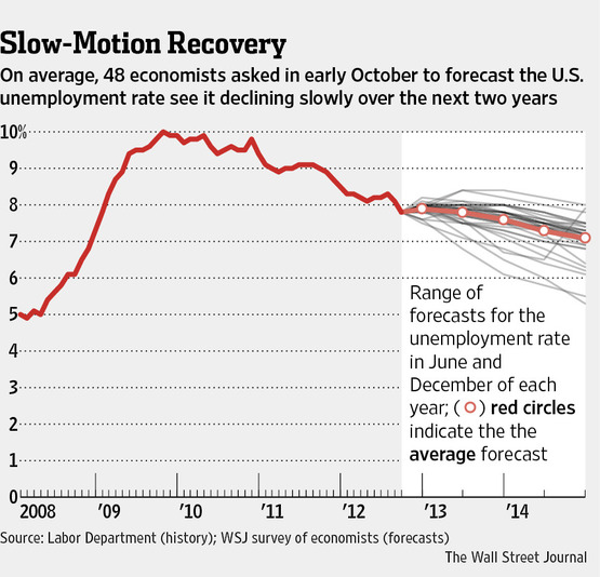 Slow-Motion Recovery
On average, 48 economists asked in early October to forecast the U.S.
unemployment rate see it declining slowly over the next two years
10%
9
8
7
6
5
4
3
2
1
0
Range of
forecasts for the
unemployment rate
in June and
December of each
year; ( ) red circles
indicate the the
average forecast
2008 '09 '10 '11 '12 '13 '14
Source: Labor Department (history); WSJ survey of economists (forecasts)
The Wall Street Journal